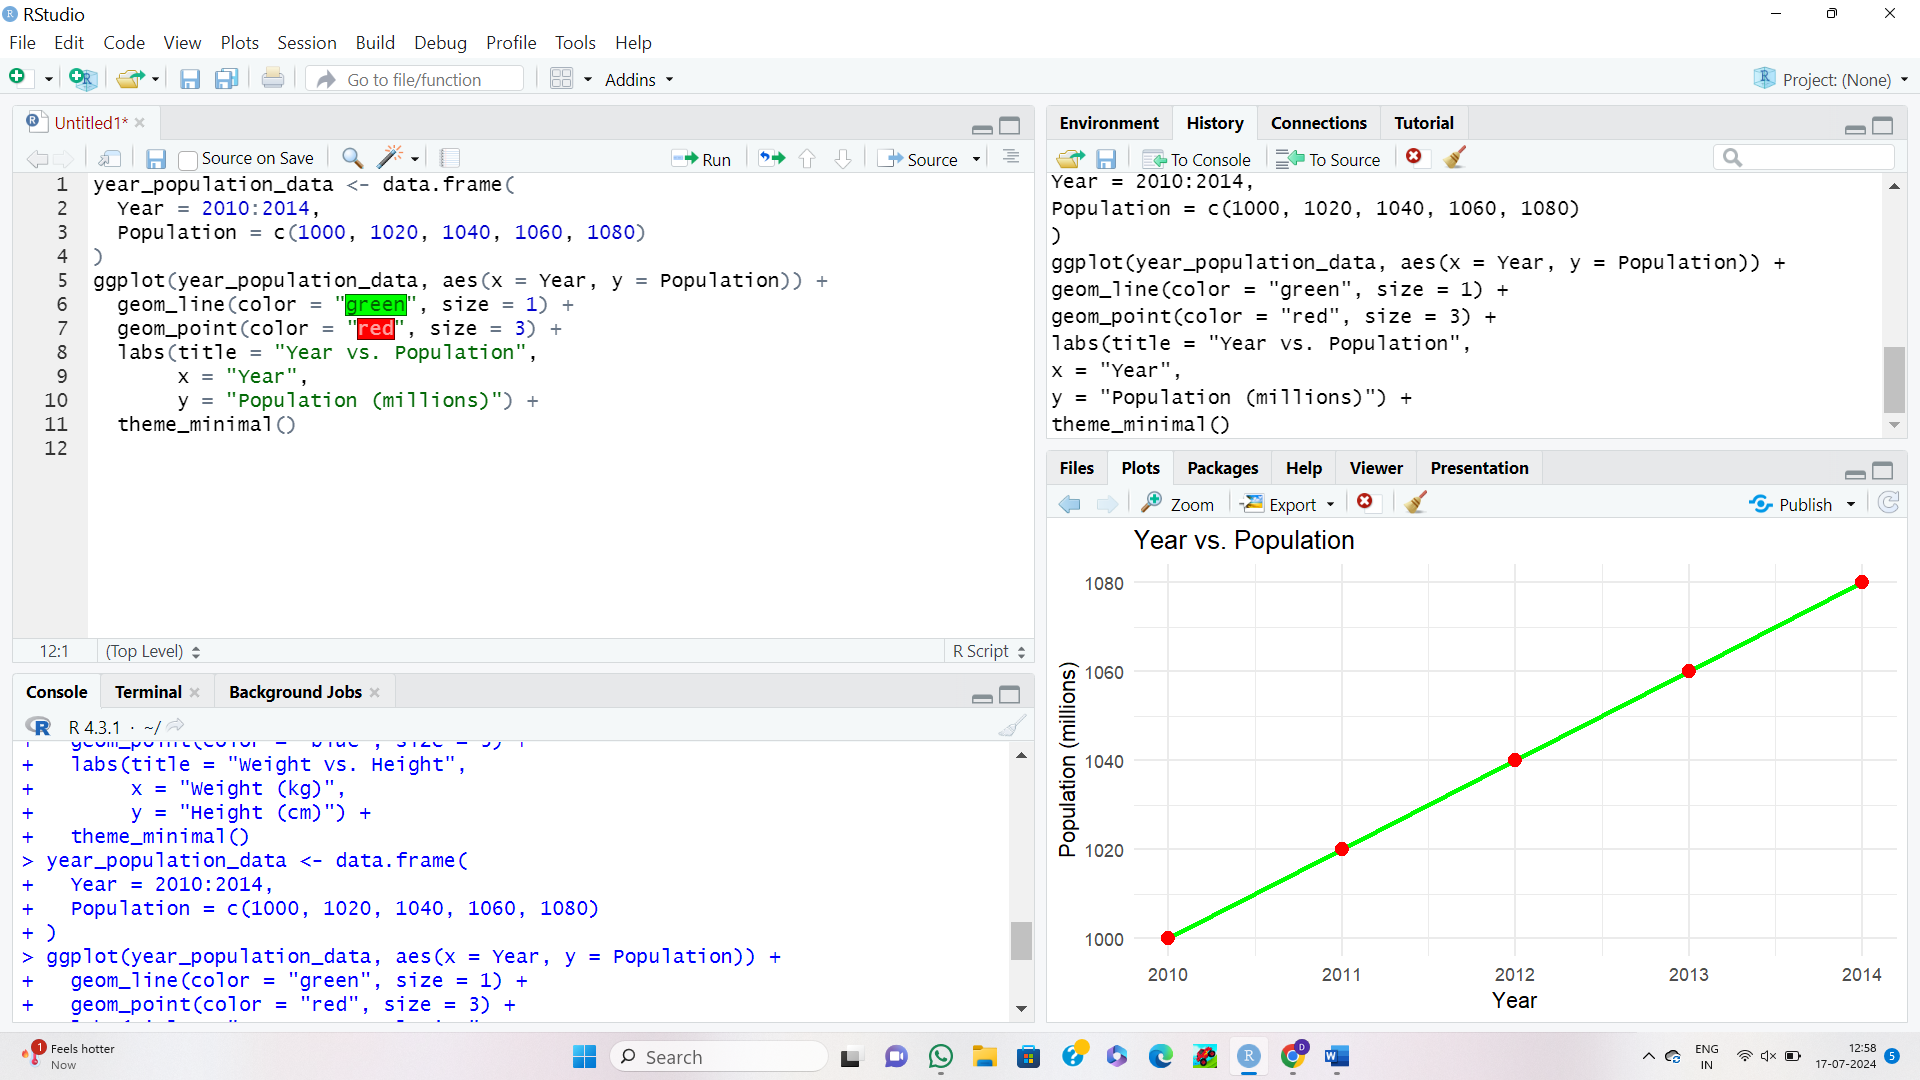 RStudio
File Edit Code View Plots Session Build Debug Profile Tools Help
Go to file/function Addins Project: (None)
Untitled1*
Source on Save Run Source
1 year_population_data <- data.frame(
2   Year = 2010:2014,
3   Population = c(1000, 1020, 1040, 1060, 1080)
4 )
5 ggplot(year_population_data, aes(x = Year, y = Population)) +
6   geom_line(color = "green", size = 1) +
7   geom_point(color = "red", size = 3) +
8   labs(title = "Year vs. Population",
9        x = "Year",
10        y = "Population (millions)") +
11   theme_minimal()
12
12:1 (Top Level) R Script
Console Terminal Background Jobs
R 4.3.1 · ~/
+   labs(title = "Weight vs. Height",
+        x = "Weight (kg)",
+        y = "Height (cm)") +
+   theme_minimal()
> year_population_data <- data.frame(
+   Year = 2010:2014,
+   Population = c(1000, 1020, 1040, 1060, 1080)
+ )
> ggplot(year_population_data, aes(x = Year, y = Population)) +
+   geom_line(color = "green", size = 1) +
+   geom_point(color = "red", size = 3) +
Environment History Connections Tutorial
To Console To Source
Year = 2010:2014,
Population = c(1000, 1020, 1040, 1060, 1080)
)
ggplot(year_population_data, aes(x = Year, y = Population)) +
geom_line(color = "green", size = 1) +
geom_point(color = "red", size = 3) +
labs(title = "Year vs. Population",
x = "Year",
y = "Population (millions)") +
theme_minimal()
Files Plots Packages Help Viewer Presentation
Zoom Export Publish
Year vs. Population
Population (millions)
1080
1060
1040
1020
1000
2010 2011 2012 2013 2014
Year
1 Feels hotter
Now
Search
ENG
IN
12:58
17-07-2024
5